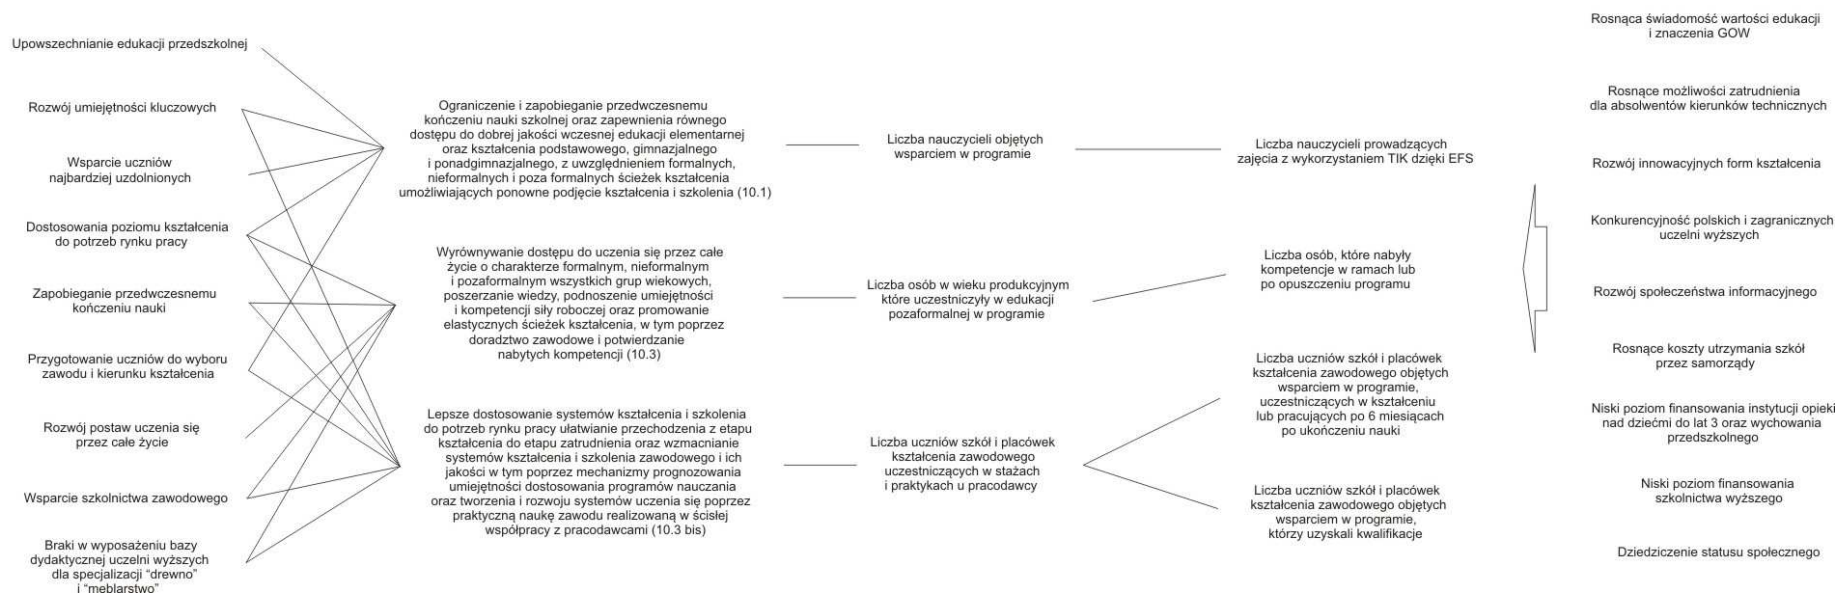 Upowszechnianie edukacji przedszkolnej
Rozwój umiejętności kluczowych
Wsparcie uczniów
najbardziej uzdolnionych
Dostosowania poziomu kształcenia
do potrzeb rynku pracy
Zapobieganie przedwczesnemu
kończeniu nauki
Przygotowanie uczniów do wyboru
zawodu i kierunku kształcenia
Rozwój postaw uczenia się
przez całe życie
Wsparcie szkolnictwa zawodowego
Braki w wyposażeniu bazy
dydaktycznej uczelni wyższych
dla specjalizacji “drewno”
i “meblarstwo”
Ograniczenie i zapobieganie przedwczesnemu
kończeniu nauki szkolnej oraz zapewnienia równego
dostępu do dobrej jakości wczesnej edukacji elementarnej
oraz kształcenia podstawowego, gimnazjalnego
i ponadgimnazjalnego, z uwzględnieniem formalnych,
nieformalnych i poza formalnych ścieżek kształcenia
umożliwiających ponowne podjęcie kształcenia i szkolenia (10.1)
Wyrównywanie dostępu do uczenia się przez całe
życie o charakterze formalnym, nieformalnym
i pozaformalnym wszystkich grup wiekowych,
poszerzanie wiedzy, podnoszenie umiejętności
i kompetencji siły roboczej oraz promowanie
elastycznych ścieżek kształcenia, w tym poprzez
doradztwo zawodowe i potwierdzanie
nabytych kompetencji (10.3)
Lepsze dostosowanie systemów kształcenia i szkolenia
do potrzeb rynku pracy ułatwianie przechodzenia z etapu
kształcenia do etapu zatrudnienia oraz wzmacnianie
systemów kształcenia i szkolenia zawodowego i ich
jakości w tym poprzez mechanizmy prognozowania
umiejętności dostosowania programów nauczania
oraz tworzenia i rozwoju systemów uczenia się poprzez
praktyczną naukę zawodu realizowaną w ścisłej
współpracy z pracodawcami (10.3 bis)
Liczba nauczycieli objętych
wsparciem w programie
Liczba osób w wieku produkcyjnym
które uczestniczyły w edukacji
pozaformalnej w programie
Liczba uczniów szkół i placówek
kształcenia zawodowego
uczestniczących w stażach
i praktykach u pracodawcy
Liczba nauczycieli prowadzących
zajęcia z wykorzystaniem TIK dzięki EFS
Liczba osób, które nabyły
kompetencje w ramach lub
po opuszczeniu programu
Liczba uczniów szkół i placówek
kształcenia zawodowego objętych
wsparciem w programie,
uczestniczących w kształceniu
lub pracujących po 6 miesiącach
po ukończeniu nauki
Liczba uczniów szkół i placówek
kształcenia zawodowego objętych
wsparciem w programie,
którzy uzyskali kwalifikacje
Rosnąca świadomość wartości edukacji
i znaczenia GOW
Rosnące możliwości zatrudnienia
dla absolwentów kierunków technicznych
Rozwój innowacyjnych form kształcenia
Konkurencyjność polskich i zagranicznych
uczelni wyższych
Rozwój społeczeństwa informacyjnego
Rosnące koszty utrzymania szkół
przez samorządy
Niski poziom finansowania instytucji opieki
nad dziećmi do lat 3 oraz wychowania
przedszkolnego
Niski poziom finansowania
szkolnictwa wyższego
Dziedziczenie statusu społecznego